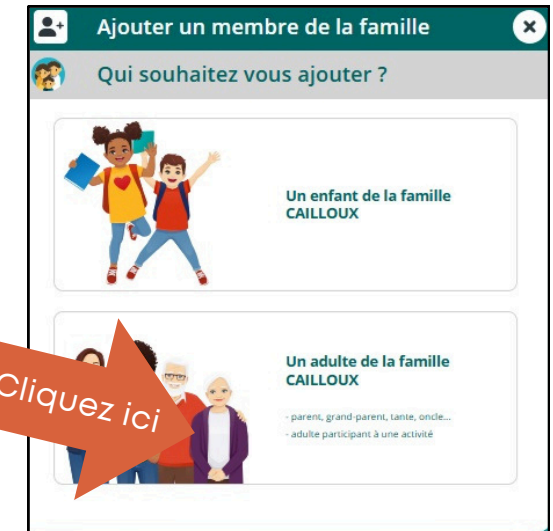 Ajouter un membre de la famille
Qui souhaitez vous ajouter ?
Un enfant de la famille
CAILLOUX
Un adulte de la famille
CAILLOUX
- parent, grand-parent, tante, oncle...
- adulte participant à une activité
Cliquez ici